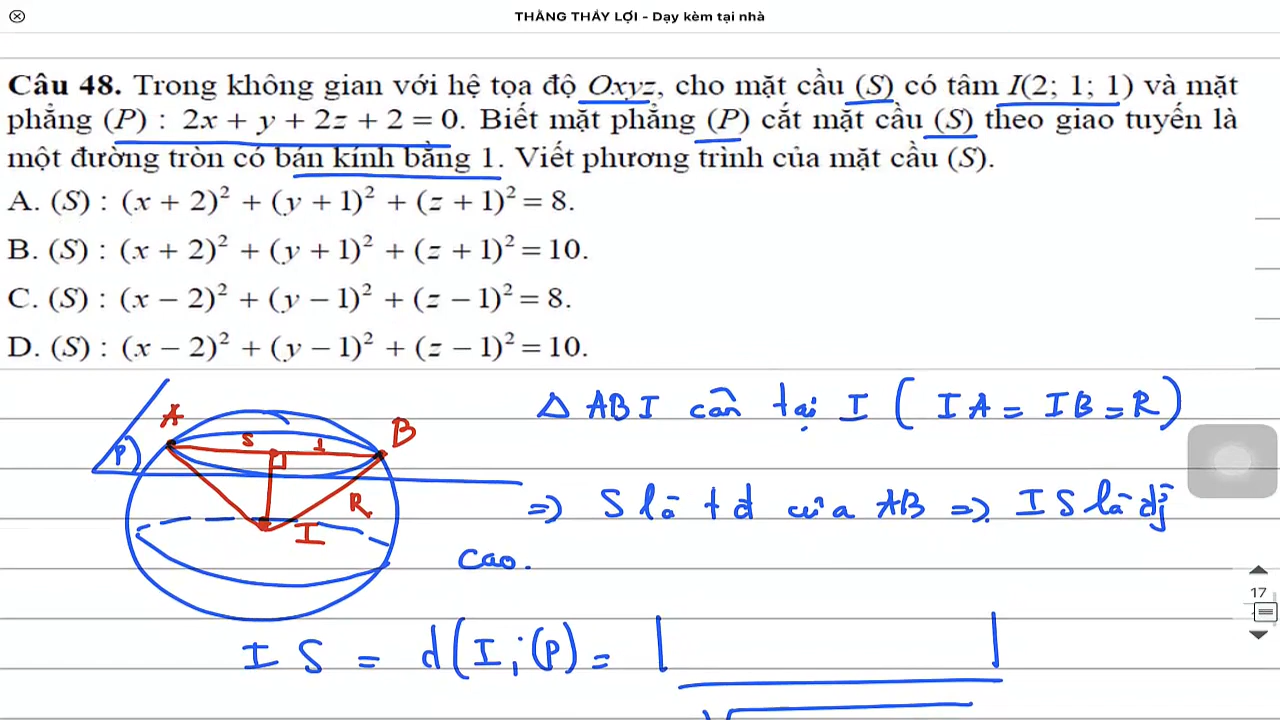 THẮNG THẦY LỢI - Dạy kèm tại nhà
Câu 48. Trong không gian với hệ tọa độ Oxyz, cho mặt cầu (S) có tâm I(2; 1; 1) và mặt
phẳng (P) : 2x + y + 2z + 2 = 0. Biết mặt phẳng (P) cắt mặt cầu (S) theo giao tuyến là
một đường tròn có bán kính bằng 1. Viết phương trình của mặt cầu (S).
A. (S) : (x + 2)² + (y + 1)² + (z + 1)² = 8.
B. (S) : (x + 2)² + (y + 1)² + (z + 1)² = 10.
C. (S) : (x − 2)² + (y − 1)² + (z − 1)² = 8.
D. (S) : (x − 2)² + (y − 1)² + (z − 1)² = 10.
A
B
P)
S
1
R
I
Δ ABI cân tại I ( IA = IB = R )
=> S là tđ của AB => IS là
cao.
IS = d(I; (P) = | |
17